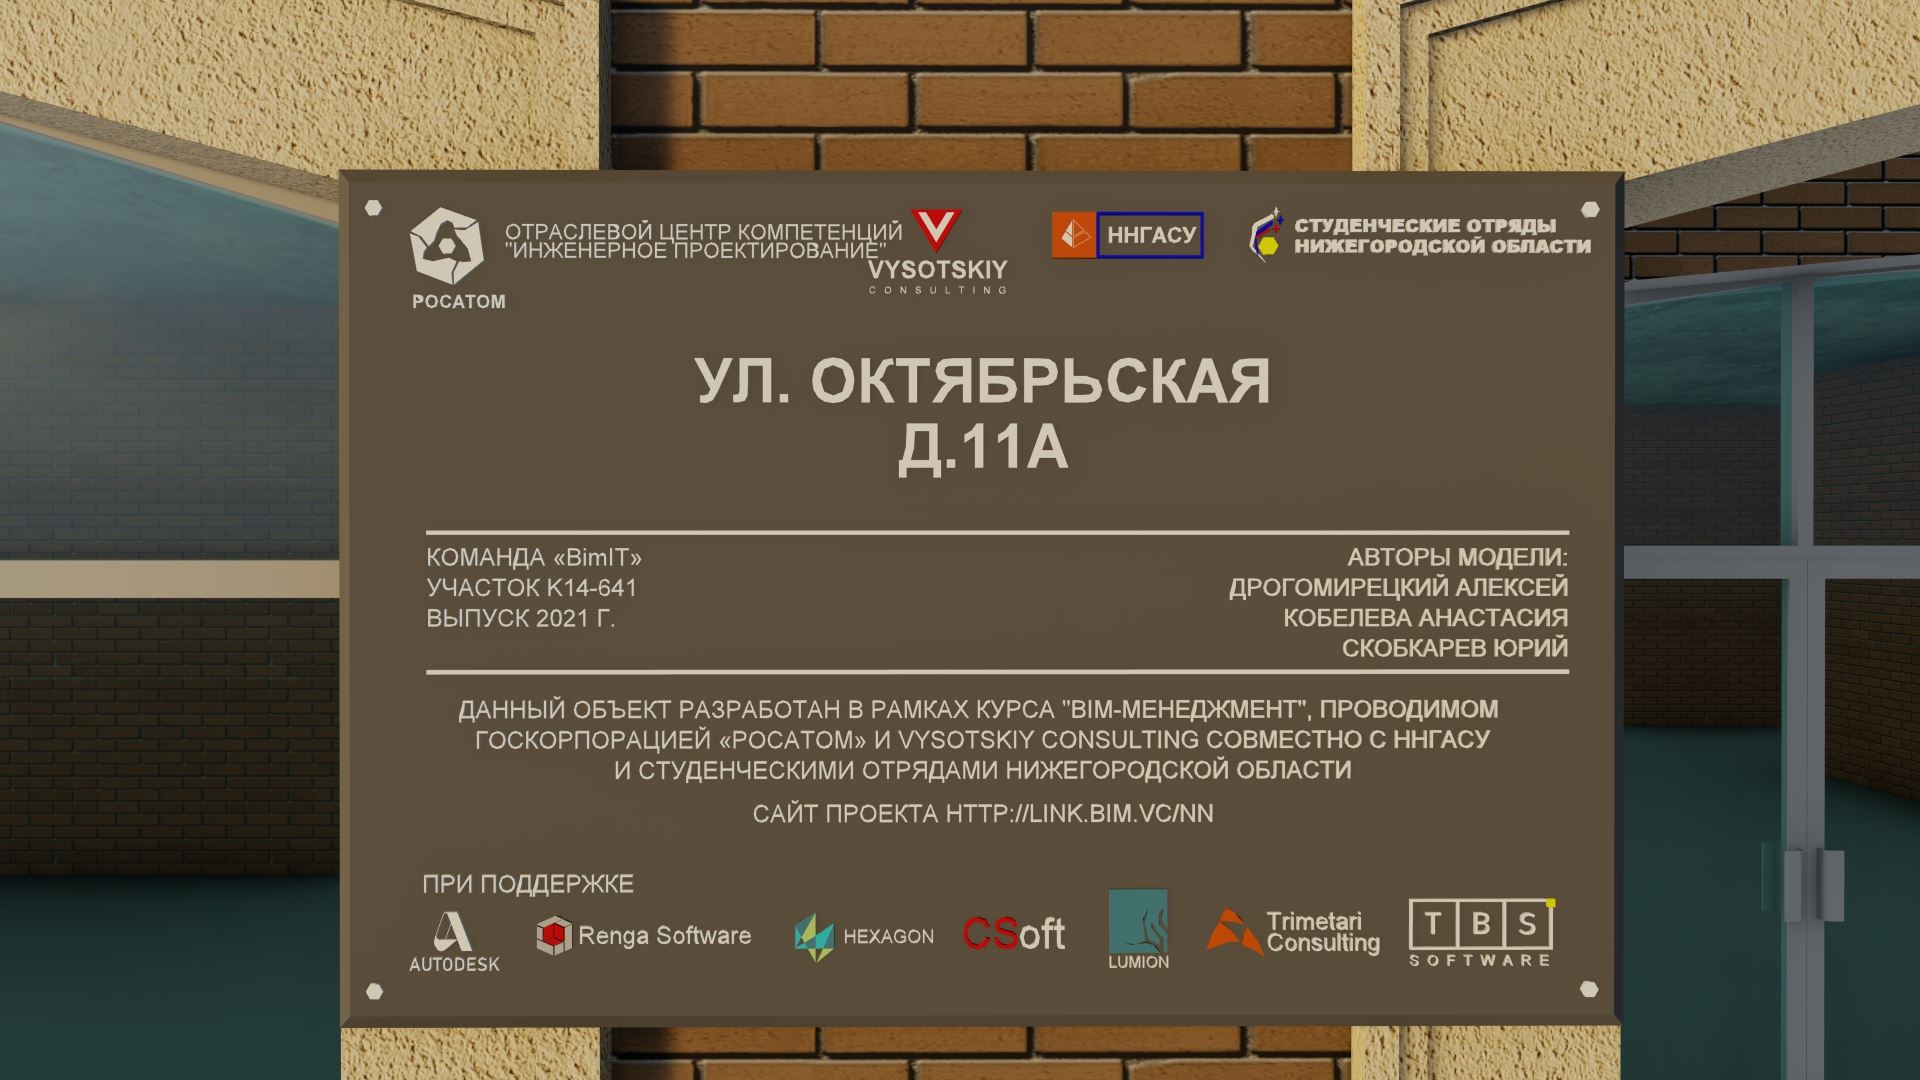 ОТРАСЛЕВОЙ ЦЕНТР КОМПЕТЕНЦИЙ
"ИНЖЕНЕРНОЕ ПРОЕКТИРОВАНИЕ"
РОСАТОМ
VYSOTSKIY
CONSULTING
ННГАСУ
СТУДЕНЧЕСКИЕ ОТРЯДЫ
НИЖЕГОРОДСКОЙ ОБЛАСТИ
УЛ. ОКТЯБРЬСКАЯ
Д.11А
КОМАНДА «BimIT»
УЧАСТОК К14-641
ВЫПУСК 2021 Г.
АВТОРЫ МОДЕЛИ:
ДРОГОМИРЕЦКИЙ АЛЕКСЕЙ
КОБЕЛЕВА АНАСТАСИЯ
СКОБКАРЕВ ЮРИЙ
ДАННЫЙ ОБЪЕКТ РАЗРАБОТАН В РАМКАХ КУРСА "BIM-МЕНЕДЖМЕНТ", ПРОВОДИМОМ
ГОСКОРПОРАЦИЕЙ «РОСАТОМ» И VYSOTSKIY CONSULTING СОВМЕСТНО С ННГАСУ
И СТУДЕНЧЕСКИМИ ОТРЯДАМИ НИЖЕГОРОДСКОЙ ОБЛАСТИ
САЙТ ПРОЕКТА HTTP://LINK.BIM.VC/NN
ПРИ ПОДДЕРЖКЕ
AUTODESK
Renga Software
HEXAGON
CSoft
LUMION
Trimetari
Consulting
TBS
SOFTWARE